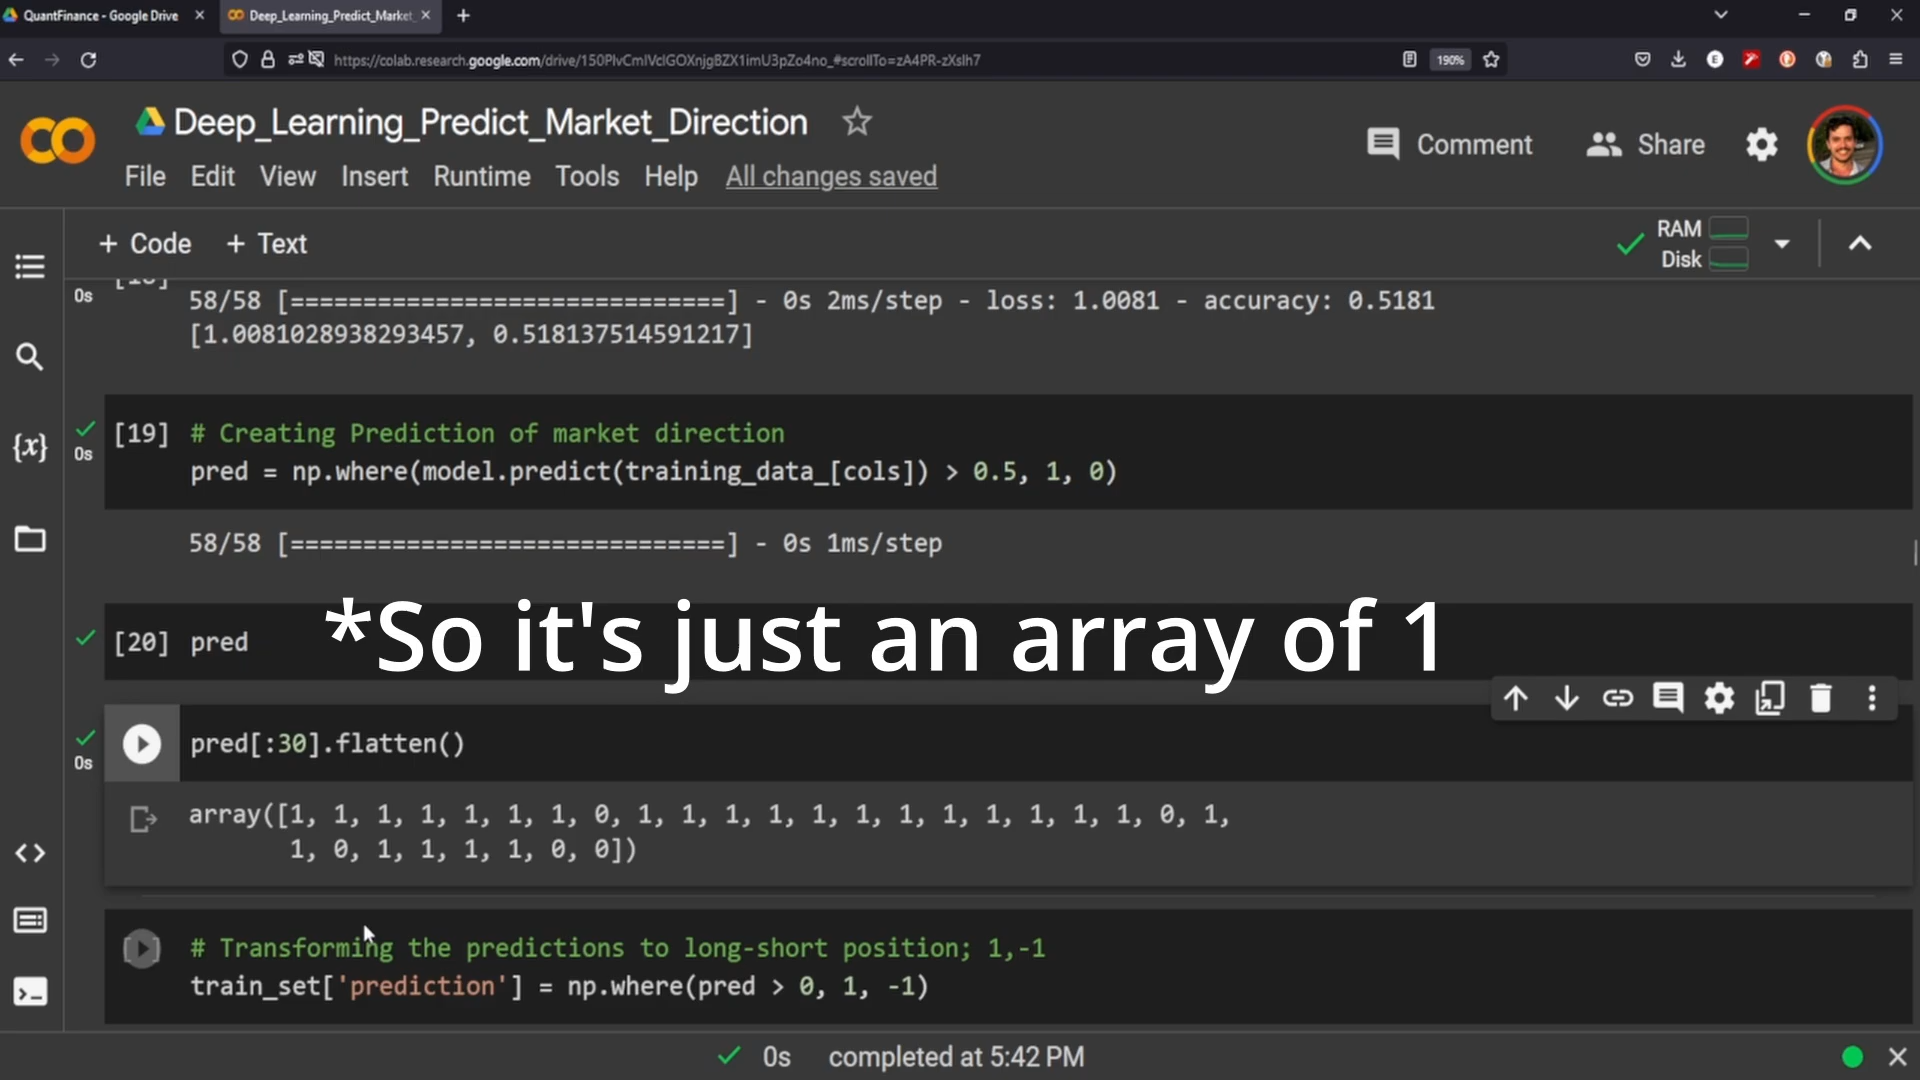 QuantFinance - Google Drive
Deep_Learning_Predict_Market_
https://colab.research.google.com/drive/150PlvCmIVclGOXnjgBZX1imU3pZo4no_#scrollTo=zA4PR-zXslh7
190%
Deep_Learning_Predict_Market_Direction
Comment
Share
File Edit View Insert Runtime Tools Help All changes saved
+ Code + Text
RAM
Disk
0s
58/58 [==============================] - 0s 2ms/step - loss: 1.0081 - accuracy: 0.5181
[1.0081028938293457, 0.518137514591217]
[19] # Creating Prediction of market direction
0s
pred = np.where(model.predict(training_data_[cols]) > 0.5, 1, 0)
58/58 [==============================] - 0s 1ms/step
*So it's just an array of 1
[20] pred
pred[:30].flatten()
0s
array([1, 1, 1, 1, 1, 1, 1, 0, 1, 1, 1, 1, 1, 1, 1, 1, 1, 1, 1, 1, 0, 1,
1, 0, 1, 1, 1, 1, 0, 0])
# Transforming the predictions to long-short position; 1,-1
train_set['prediction'] = np.where(pred > 0, 1, -1)
0s completed at 5:42 PM